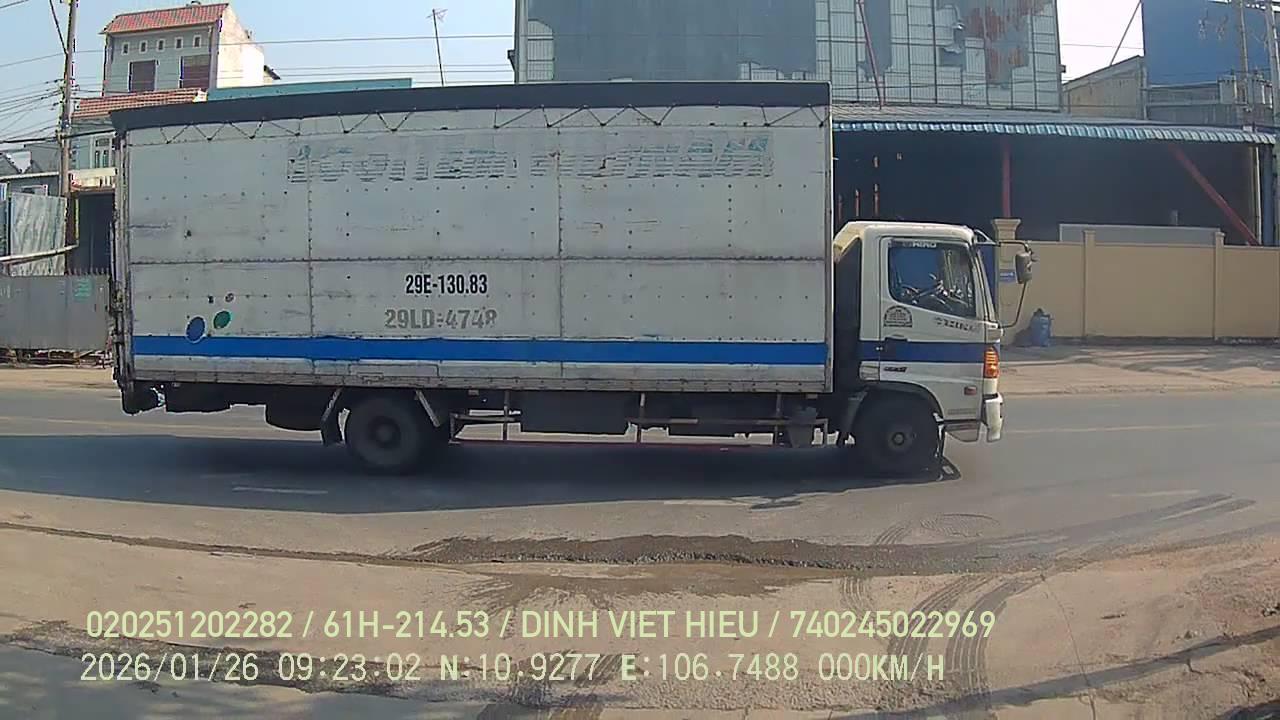 HINO
29E-130.83
29LD-4748
020251202282 / 61H-214.53 / DINH VIET HIEU / 740245022969
2026/01/26 09:23:02 N:10.9277 E:106.7488 000KM/H